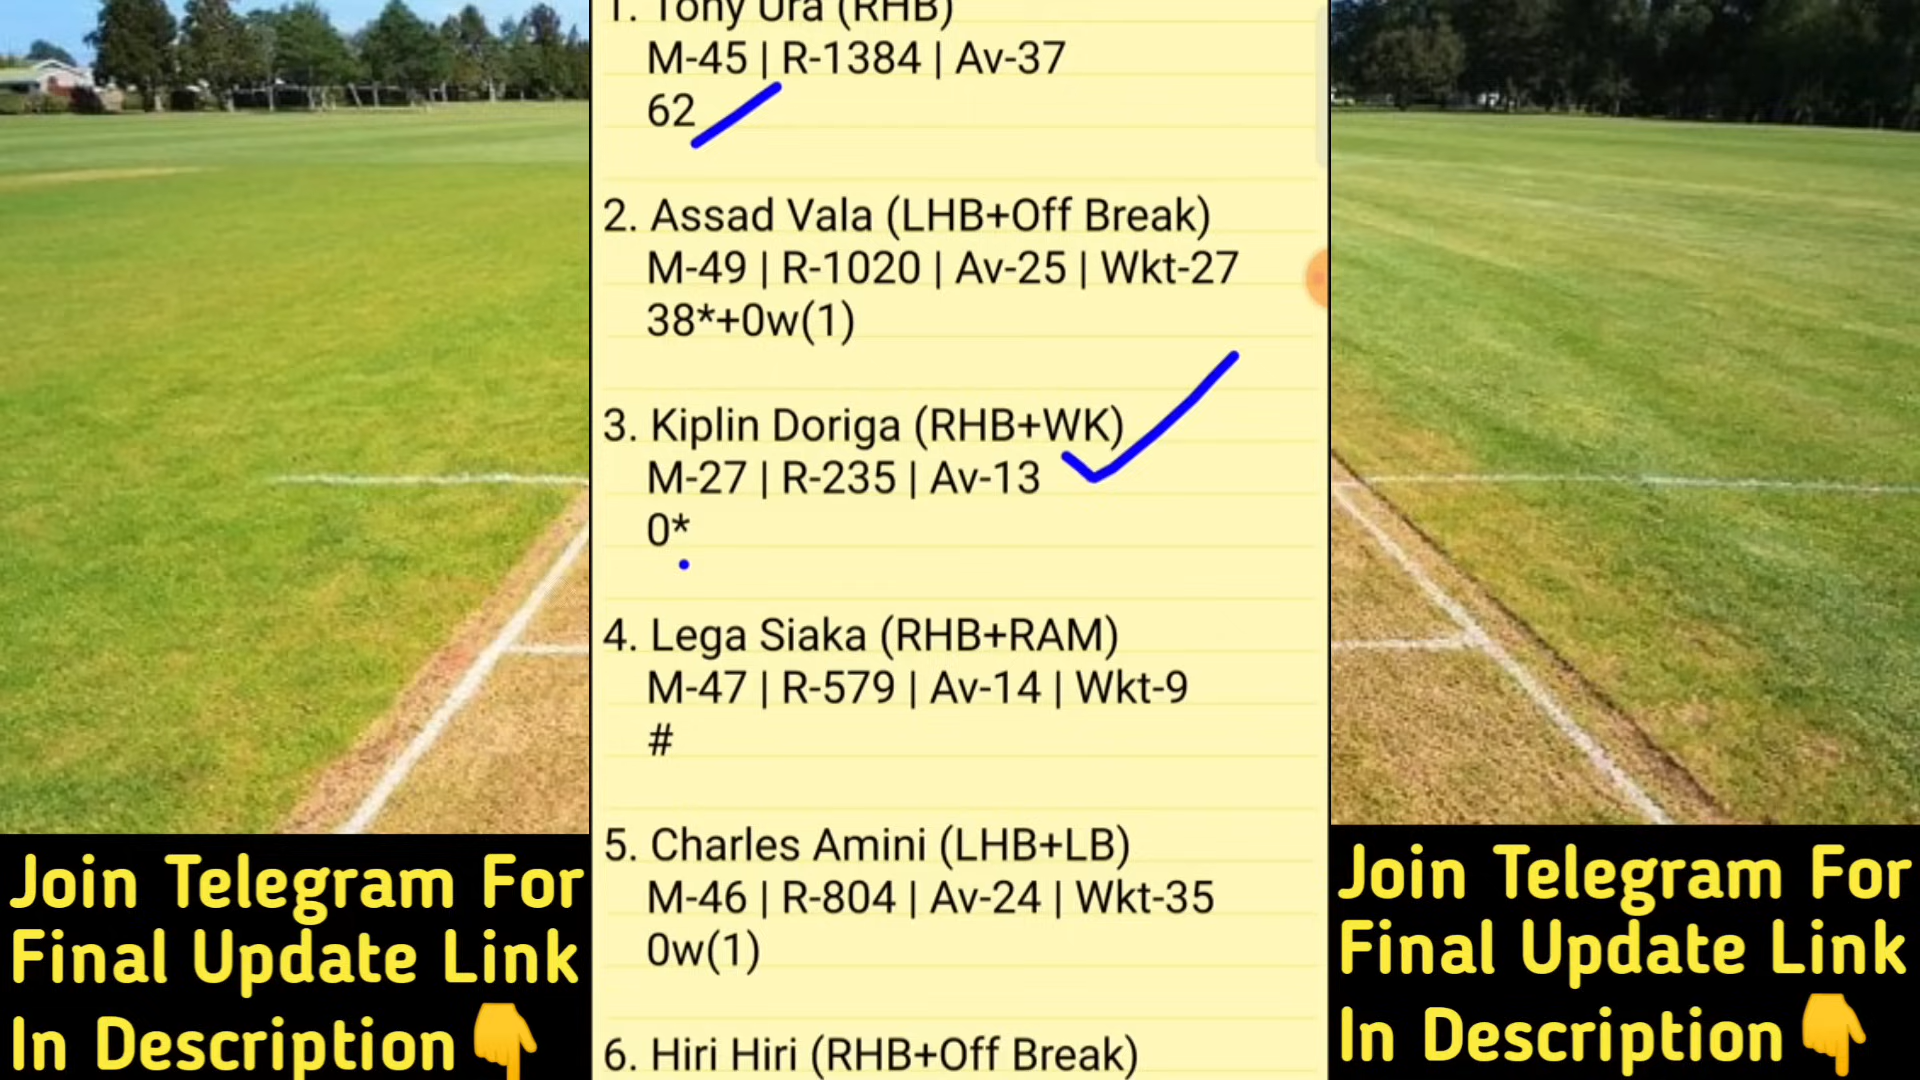 1. Tony Ura (RHB)
M-45 | R-1384 | Av-37
62
2. Assad Vala (LHB+Off Break)
M-49 | R-1020 | Av-25 | Wkt-27
38*+0w(1)
3. Kiplin Doriga (RHB+WK)
M-27 | R-235 | Av-13
0*
4. Lega Siaka (RHB+RAM)
M-47 | R-579 | Av-14 | Wkt-9
#
5. Charles Amini (LHB+LB)
M-46 | R-804 | Av-24 | Wkt-35
0w(1)
6. Hiri Hiri (RHB+Off Break)
Join Telegram For
Final Update Link
In Description👇
Join Telegram For
Final Update Link
In Description👇